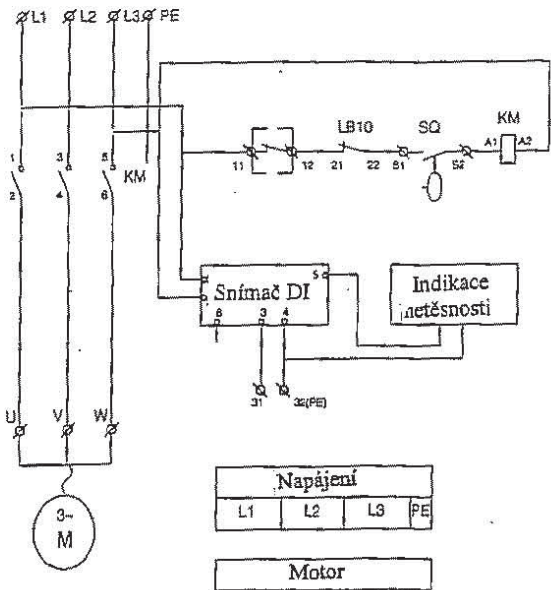 L1 L2 L3 PE
LB10 SQ KM
11 12 21 22 S1 S2 A1 A2
1 3 5
KM
2 4 6
Snímač DI 5
6 3 4
Indikace
netěsnosti
31 32(PE)
U V W
3~
M
Napájení
L1 L2 L3 PE
Motor